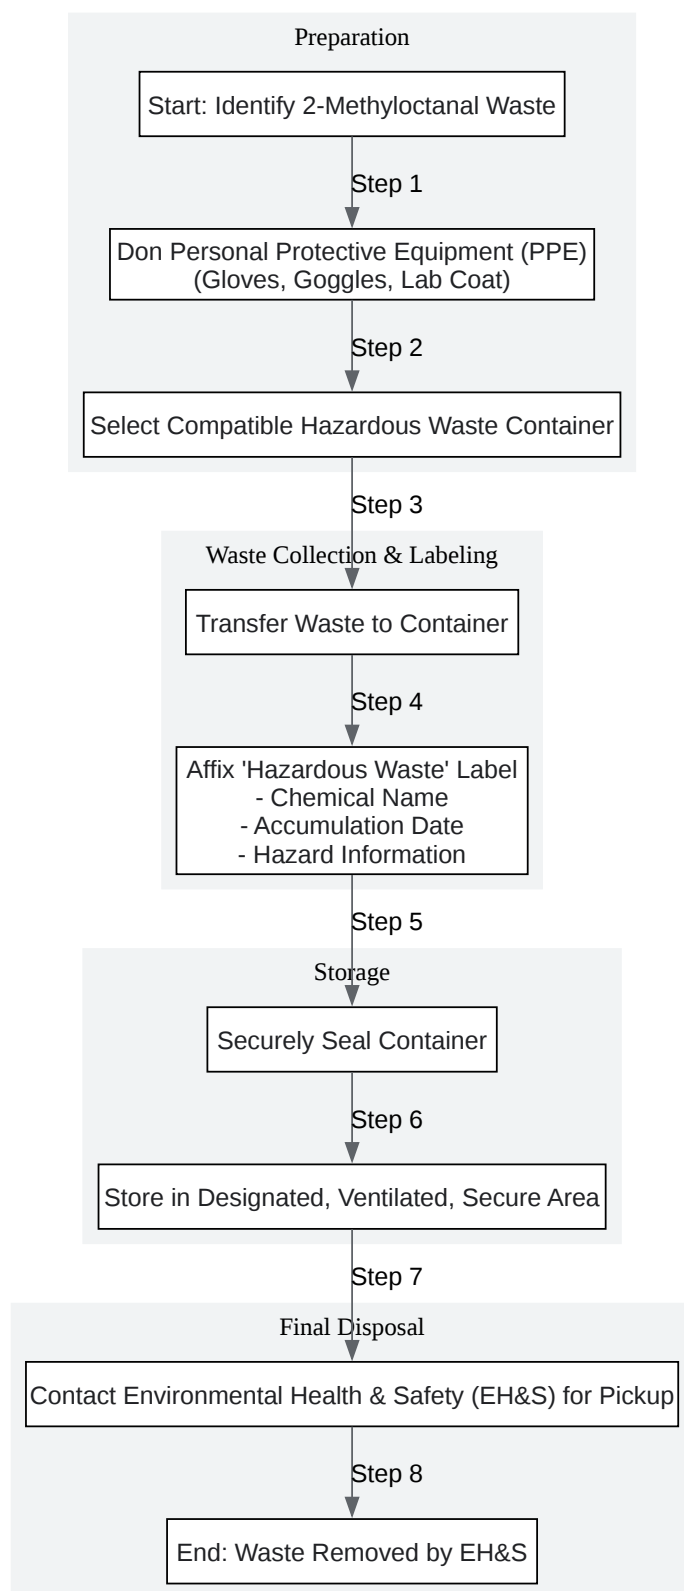 Preparation
Start: Identify 2-Methyloctanal Waste
Step 1
Don Personal Protective Equipment (PPE)
(Gloves, Goggles, Lab Coat)
Step 2
Select Compatible Hazardous Waste Container
Step 3
Waste Collection & Labeling
Transfer Waste to Container
Step 4
Affix 'Hazardous Waste' Label
- Chemical Name
- Accumulation Date
- Hazard Information
Step 5
Storage
Securely Seal Container
Step 6
Store in Designated, Ventilated, Secure Area
Step 7
Final Disposal
Contact Environmental Health & Safety (EH&S) for Pickup
Step 8
End: Waste Removed by EH&S